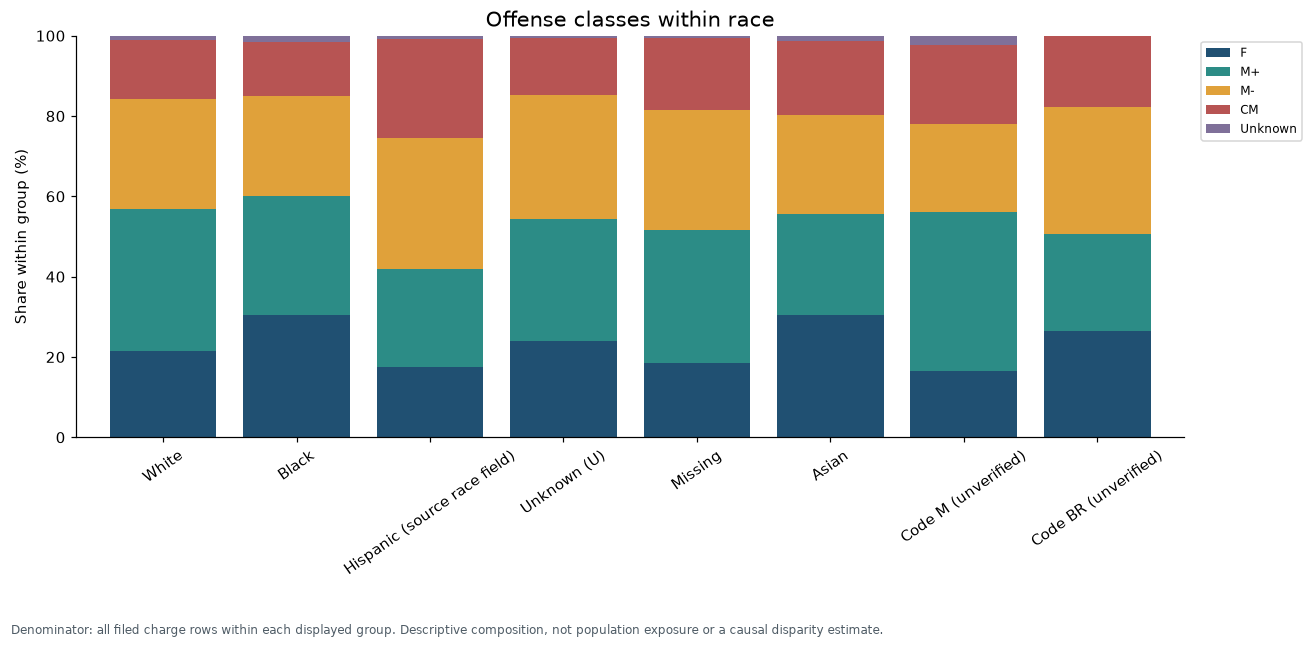 Offense classes within race
Share within group (%)
100
80
60
40
20
0
White
Black
Hispanic (source race field)
Unknown (U)
Missing
Asian
Code M (unverified)
Code BR (unverified)
F
M+
M-
CM
Unknown
Denominator: all filed charge rows within each displayed group. Descriptive composition, not population exposure or a causal disparity estimate.